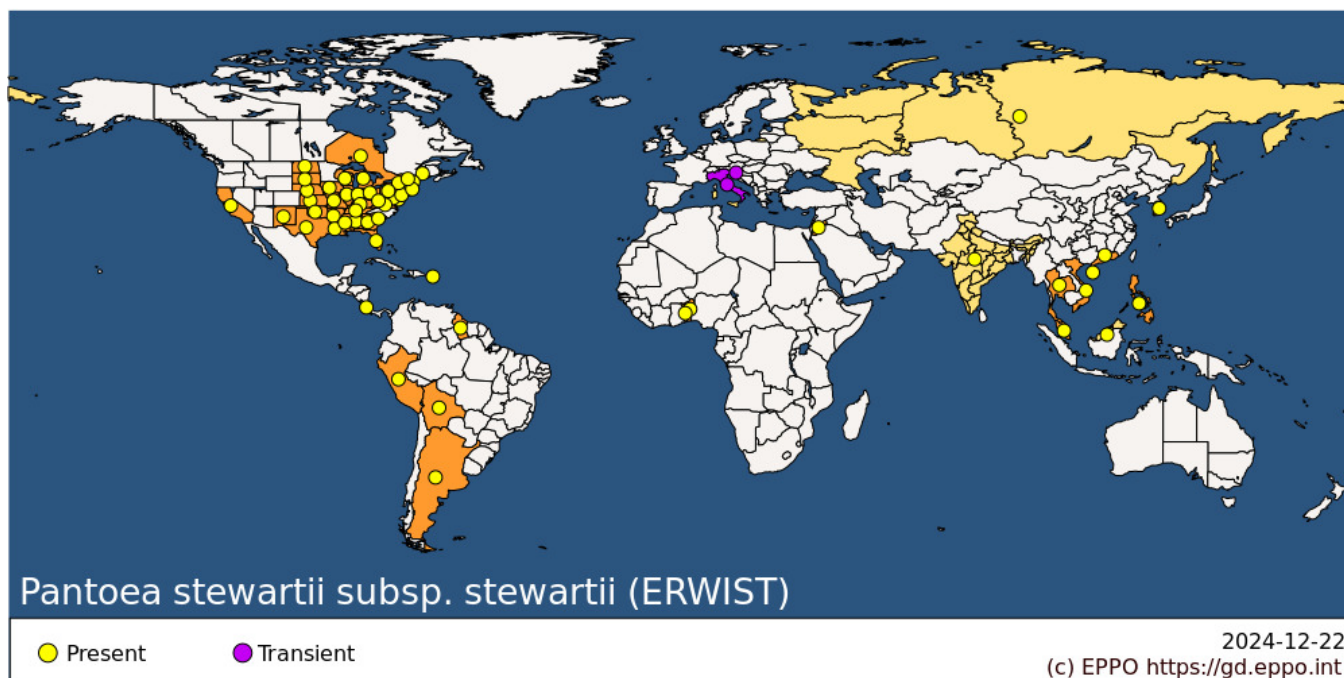 Pantoea stewartii subsp. stewartii (ERWIST)
Present
Transient
2024-12-22
(c) EPPO https://gd.eppo.int